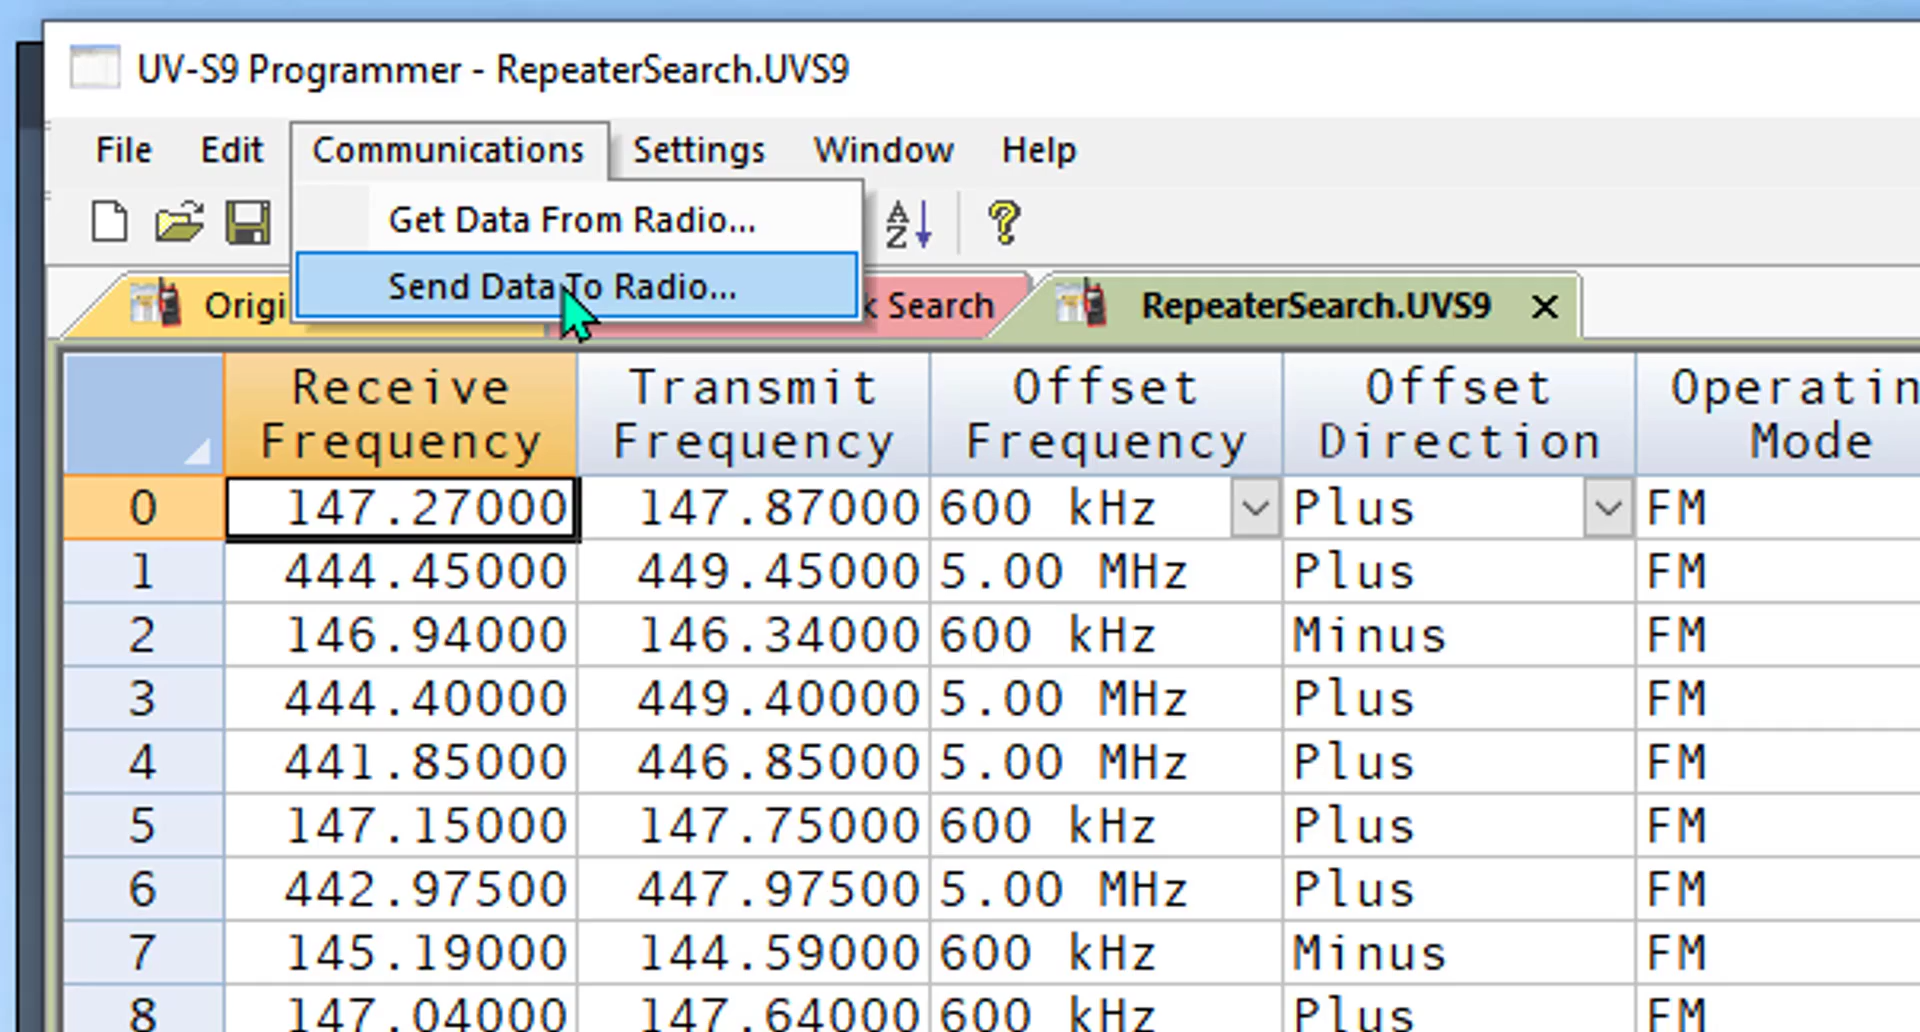 UV-S9 Programmer - RepeaterSearch.UVS9
File Edit Communications Settings Window Help
Get Data From Radio...
Send Data To Radio...
Search RepeaterSearch.UVS9
Receive Frequency Transmit Frequency Offset Frequency Offset Direction Mode
0 147.27000 147.87000 600 kHz Plus FM
1 444.45000 449.45000 5.00 MHz Plus FM
2 146.94000 146.34000 600 kHz Minus FM
3 444.40000 449.40000 5.00 MHz Plus FM
4 441.85000 446.85000 5.00 MHz Plus FM
5 147.15000 147.75000 600 kHz Plus FM
6 442.97500 447.97500 5.00 MHz Plus FM
7 145.19000 144.59000 600 kHz Minus FM
8 147.04000 147.64000 600 kHz Plus FM